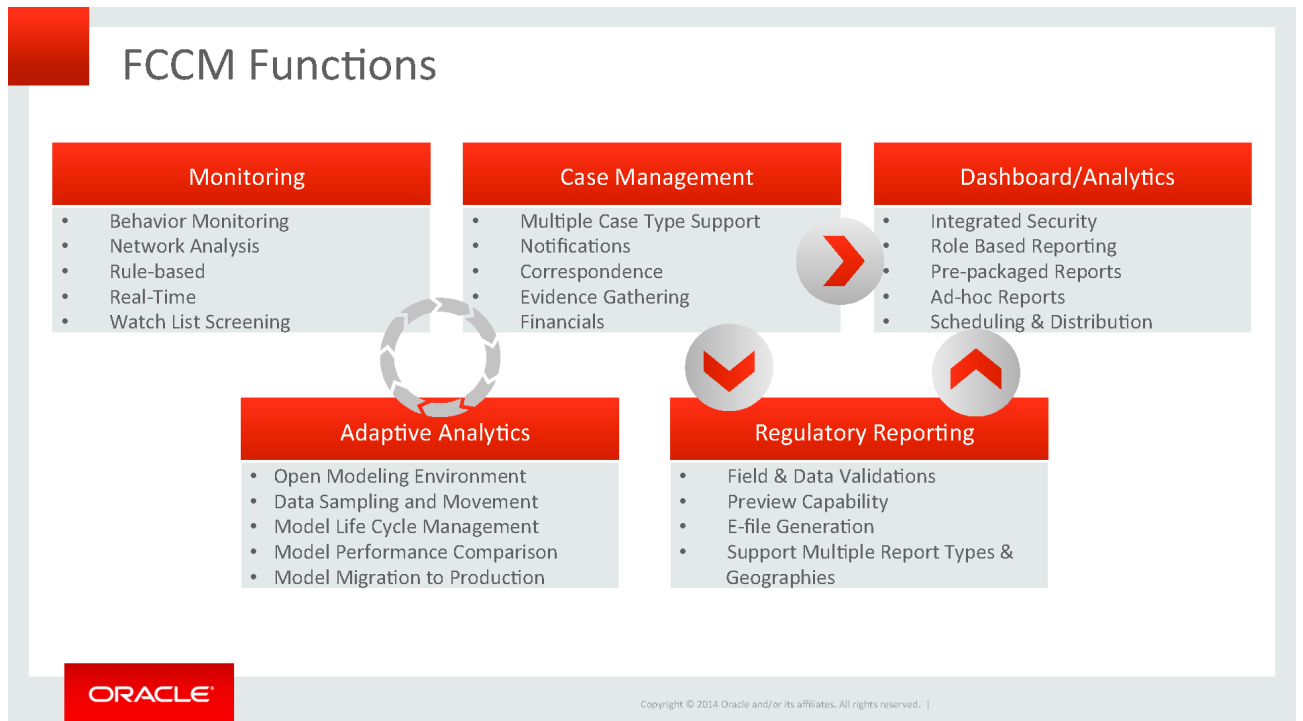 FCCM Functions
Monitoring
• Behavior Monitoring
• Network Analysis
• Rule-based
• Real-Time
• Watch List Screening
Case Management
• Multiple Case Type Support
• Notifications
• Correspondence
• Evidence Gathering
• Financials
Dashboard/Analytics
• Integrated Security
• Role Based Reporting
• Pre-packaged Reports
• Ad-hoc Reports
• Scheduling & Distribution
Adaptive Analytics
• Open Modeling Environment
• Data Sampling and Movement
• Model Life Cycle Management
• Model Performance Comparison
• Model Migration to Production
Regulatory Reporting
• Field & Data Validations
• Preview Capability
• E-file Generation
• Support Multiple Report Types &
Geographies
ORACLE®
Copyright © 2014 Oracle and/or its affiliates. All rights reserved. |